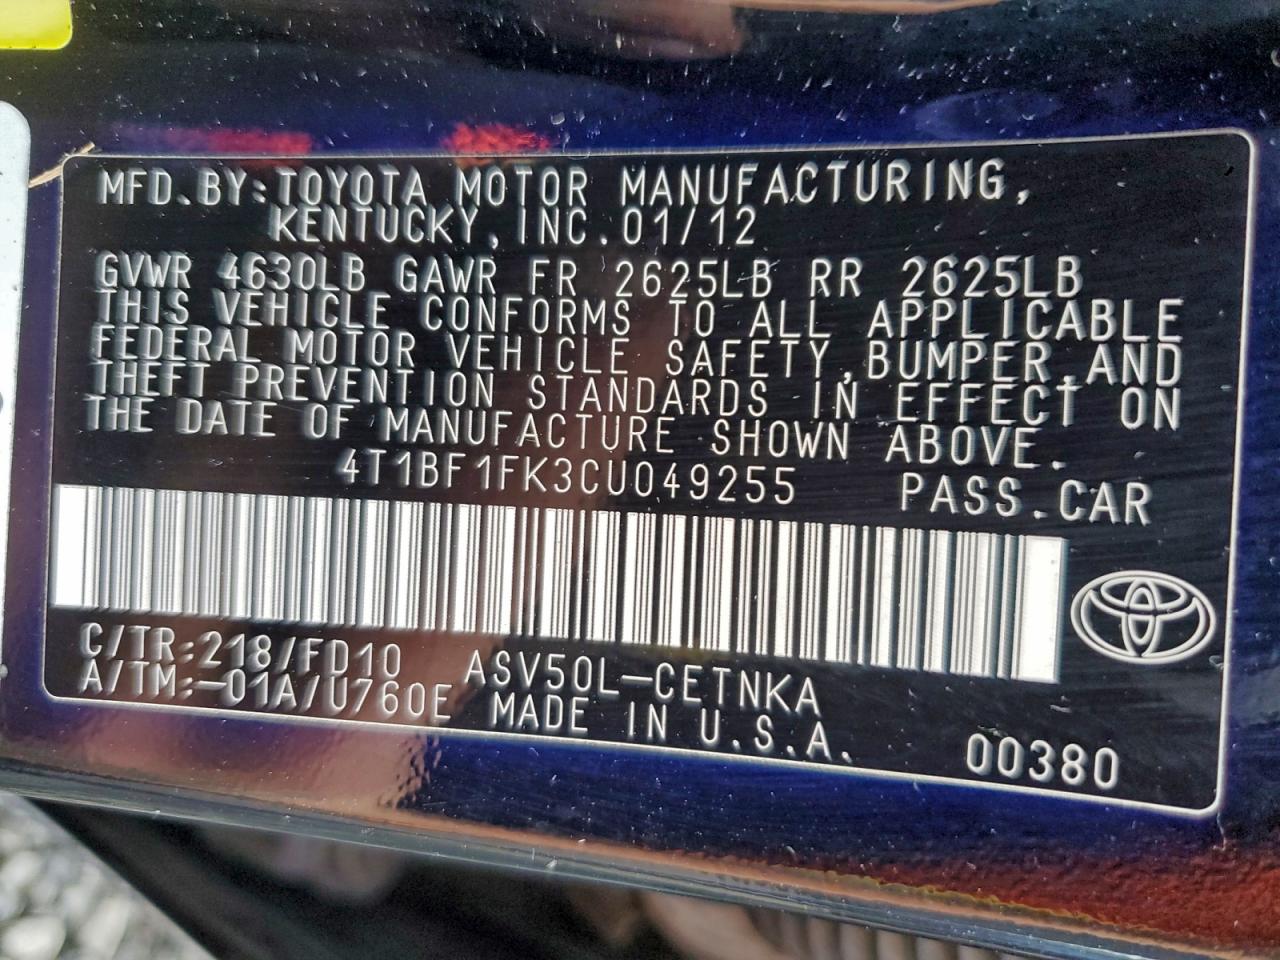 MFD.BY:TOYOTA MOTOR MANUFACTURING,
KENTUCKY,INC.01/12
GVWR 4630LB GAWR FR 2625LB RR 2625LB
THIS VEHICLE CONFORMS TO ALL APPLICABLE
FEDERAL MOTOR VEHICLE SAFETY,BUMPER,AND
THEFT PREVENTION STANDARDS IN EFFECT ON
THE DATE OF MANUFACTURE SHOWN ABOVE.
4T1BF1FK3CU049255 PASS.CAR
C/TR:218/FD10 ASV50L-CETNKA
A/TM:-01A/U760E MADE IN U.S.A.
00380